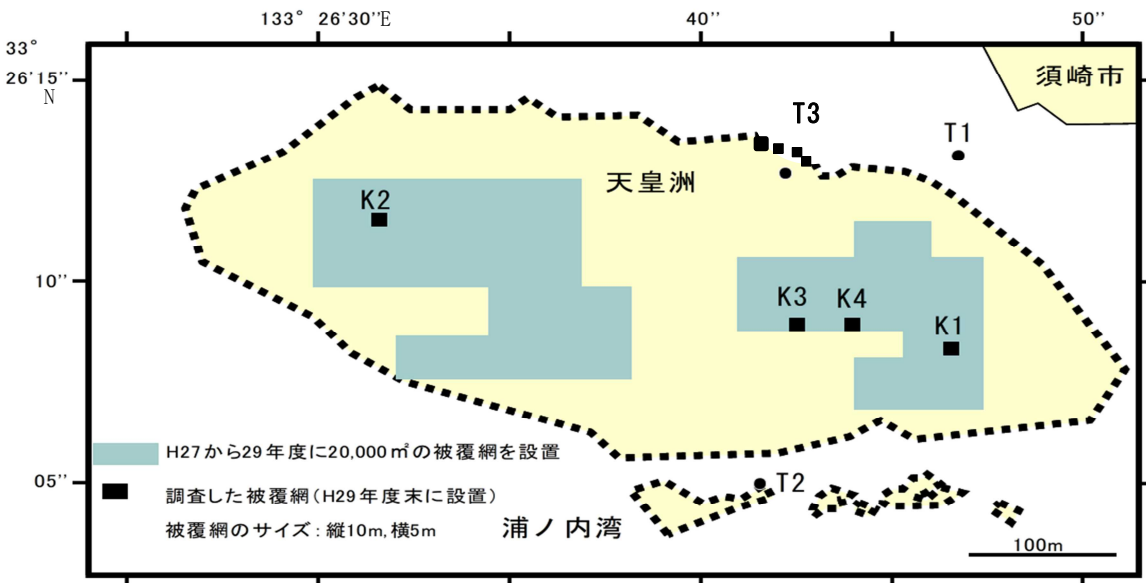 133° 26'30''E
40''
50''
33°
26'15''
N
須崎市
T3
T1
天皇洲
K2
10''
K3
K4
K1
H27から29年度に20,000㎡の被覆網を設置
05''
調査した被覆網(H29年度末に設置)
T2
被覆網のサイズ:縦10m,横5m
浦ノ内湾
100m